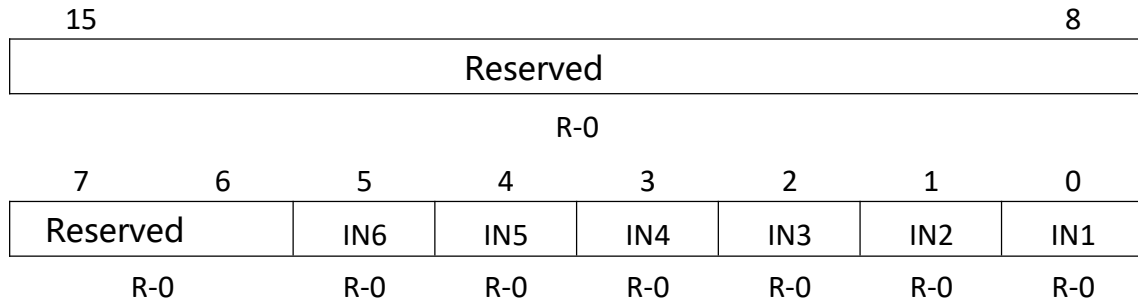 15 8
Reserved
R-0
7 6 5 4 3 2 1 0
Reserved IN6 IN5 IN4 IN3 IN2 IN1
R-0 R-0 R-0 R-0 R-0 R-0 R-0